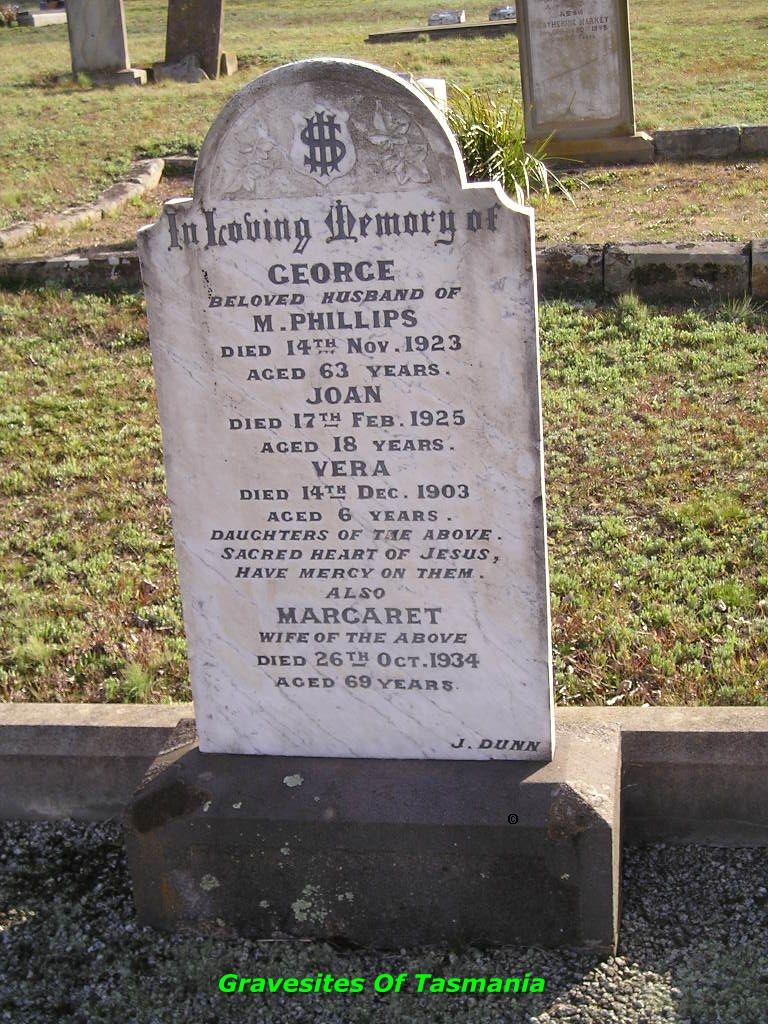 ALSO
CATHERINE MARKEY
IHS
In Loving Memory of
GEORGE
BELOVED HUSBAND OF
M. PHILLIPS
DIED 14TH NOV. 1923
AGED 63 YEARS.
JOAN
DIED 17TH FEB. 1925
AGED 18 YEARS.
VERA
DIED 14TH DEC. 1903
AGED 6 YEARS.
DAUGHTERS OF THE ABOVE.
SACRED HEART OF JESUS,
HAVE MERCY ON THEM.
ALSO
MARGARET
WIFE OF THE ABOVE
DIED 26TH OCT. 1934
AGED 69 YEARS.
J. DUNN
©
Gravesites Of Tasmania